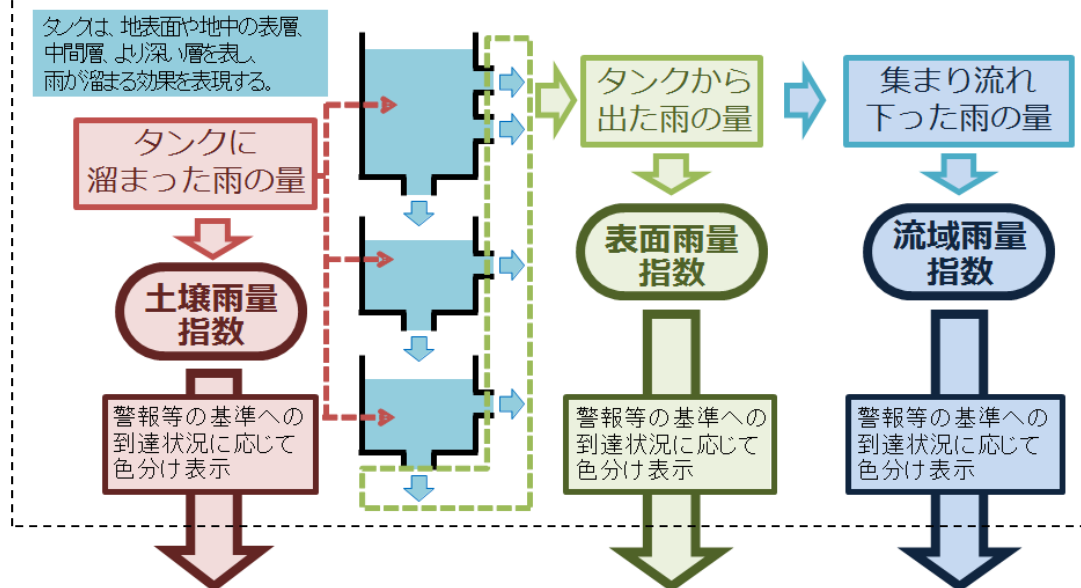 タンクは、地表面や地中の表層、
中間層、より深い層を表し、
雨が溜まる効果を表現する。
タンクに
溜まった雨の量
タンクから
出た雨の量
集まり流れ
下った雨の量
土壌雨量
指数
表面雨量
指数
流域雨量
指数
警報等の基準への
到達状況に応じて
色分け表示
警報等の基準への
到達状況に応じて
色分け表示
警報等の基準への
到達状況に応じて
色分け表示